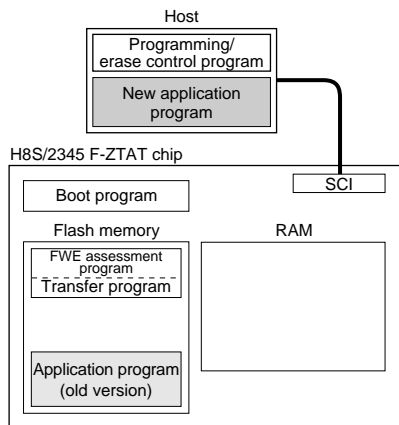 Host
Programming/
erase control program
New application
program
H8S/2345 F-ZTAT chip
SCI
Boot program
Flash memory
RAM
FWE assessment
program
Transfer program
Application program
(old version)